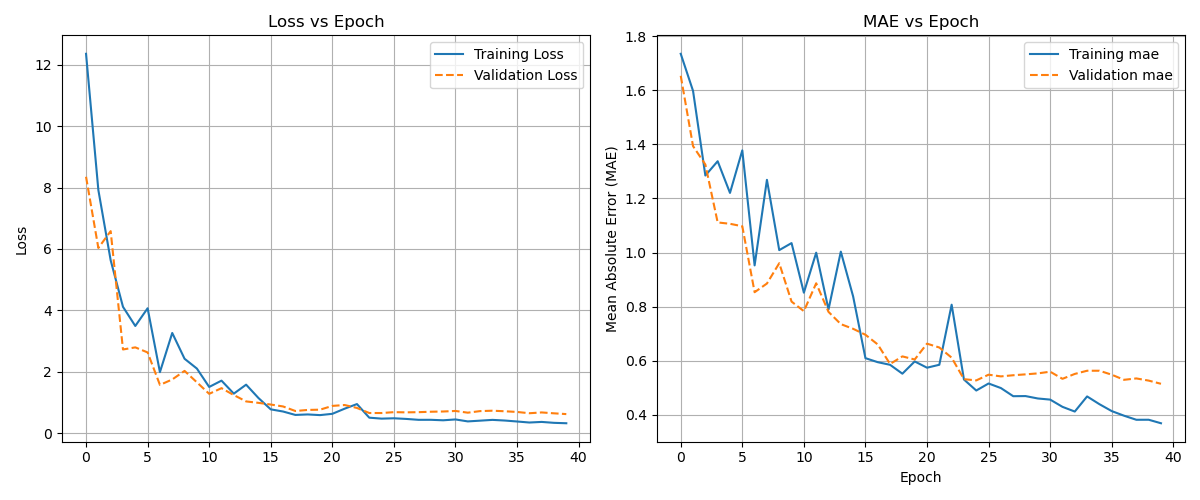 Loss vs Epoch
Loss
12
10
8
6
4
2
0
0 5 10 15 20 25 30 35 40
Training Loss
Validation Loss
MAE vs Epoch
Mean Absolute Error (MAE)
1.8
1.6
1.4
1.2
1.0
0.8
0.6
0.4
0 5 10 15 20 25 30 35 40
Epoch
Training mae
Validation mae